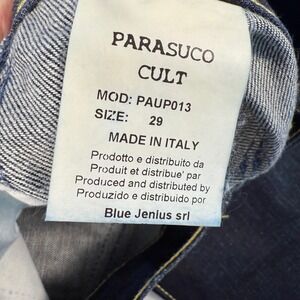 PARASUCO
CULT
MOD: PAUP013
SIZE: 29
MADE IN ITALY
Prodotto e distribuito da
Produit et distribue' par
Produced and distributed by
Produzido e distribuido por
Blue Jenius srl